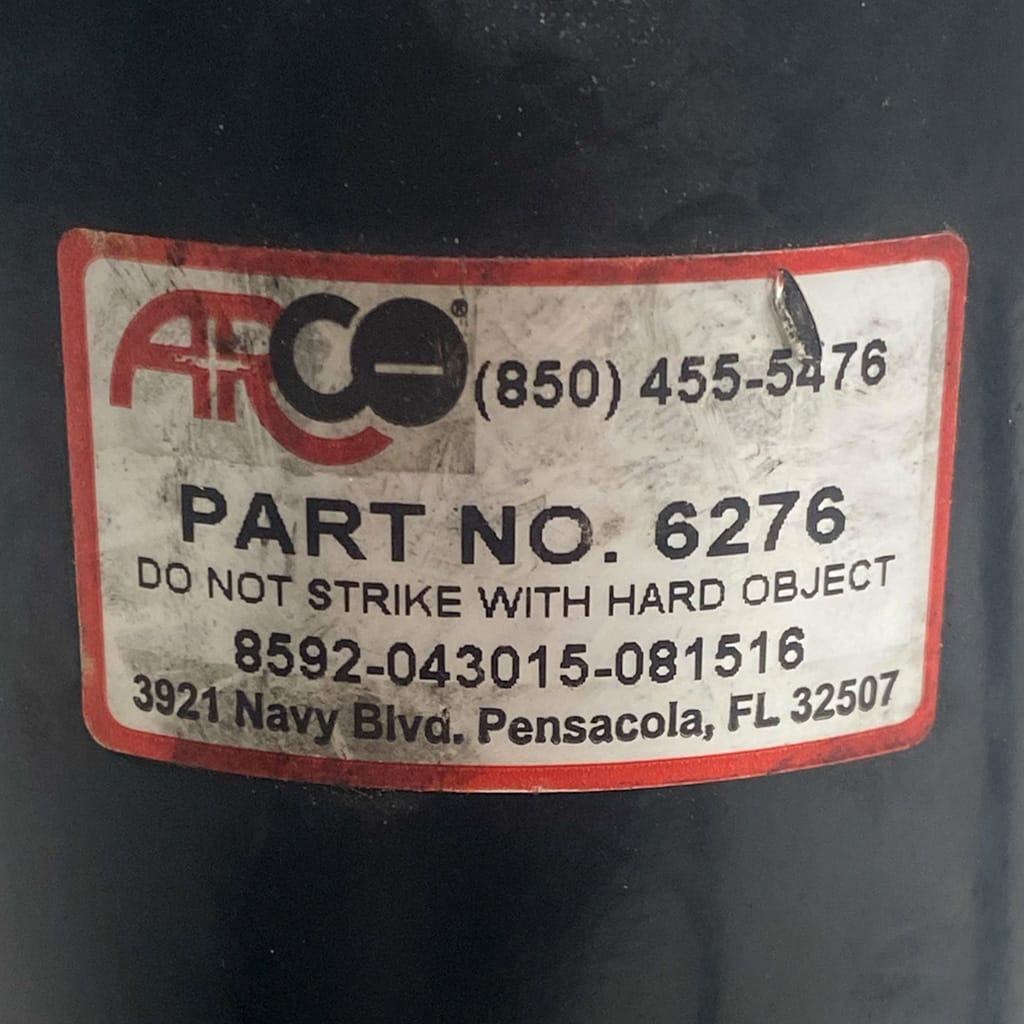 ARCO® (850) 455-5476
PART NO. 6276
DO NOT STRIKE WITH HARD OBJECT
8592-043015-081516
3921 Navy Blvd. Pensacola, FL 32507